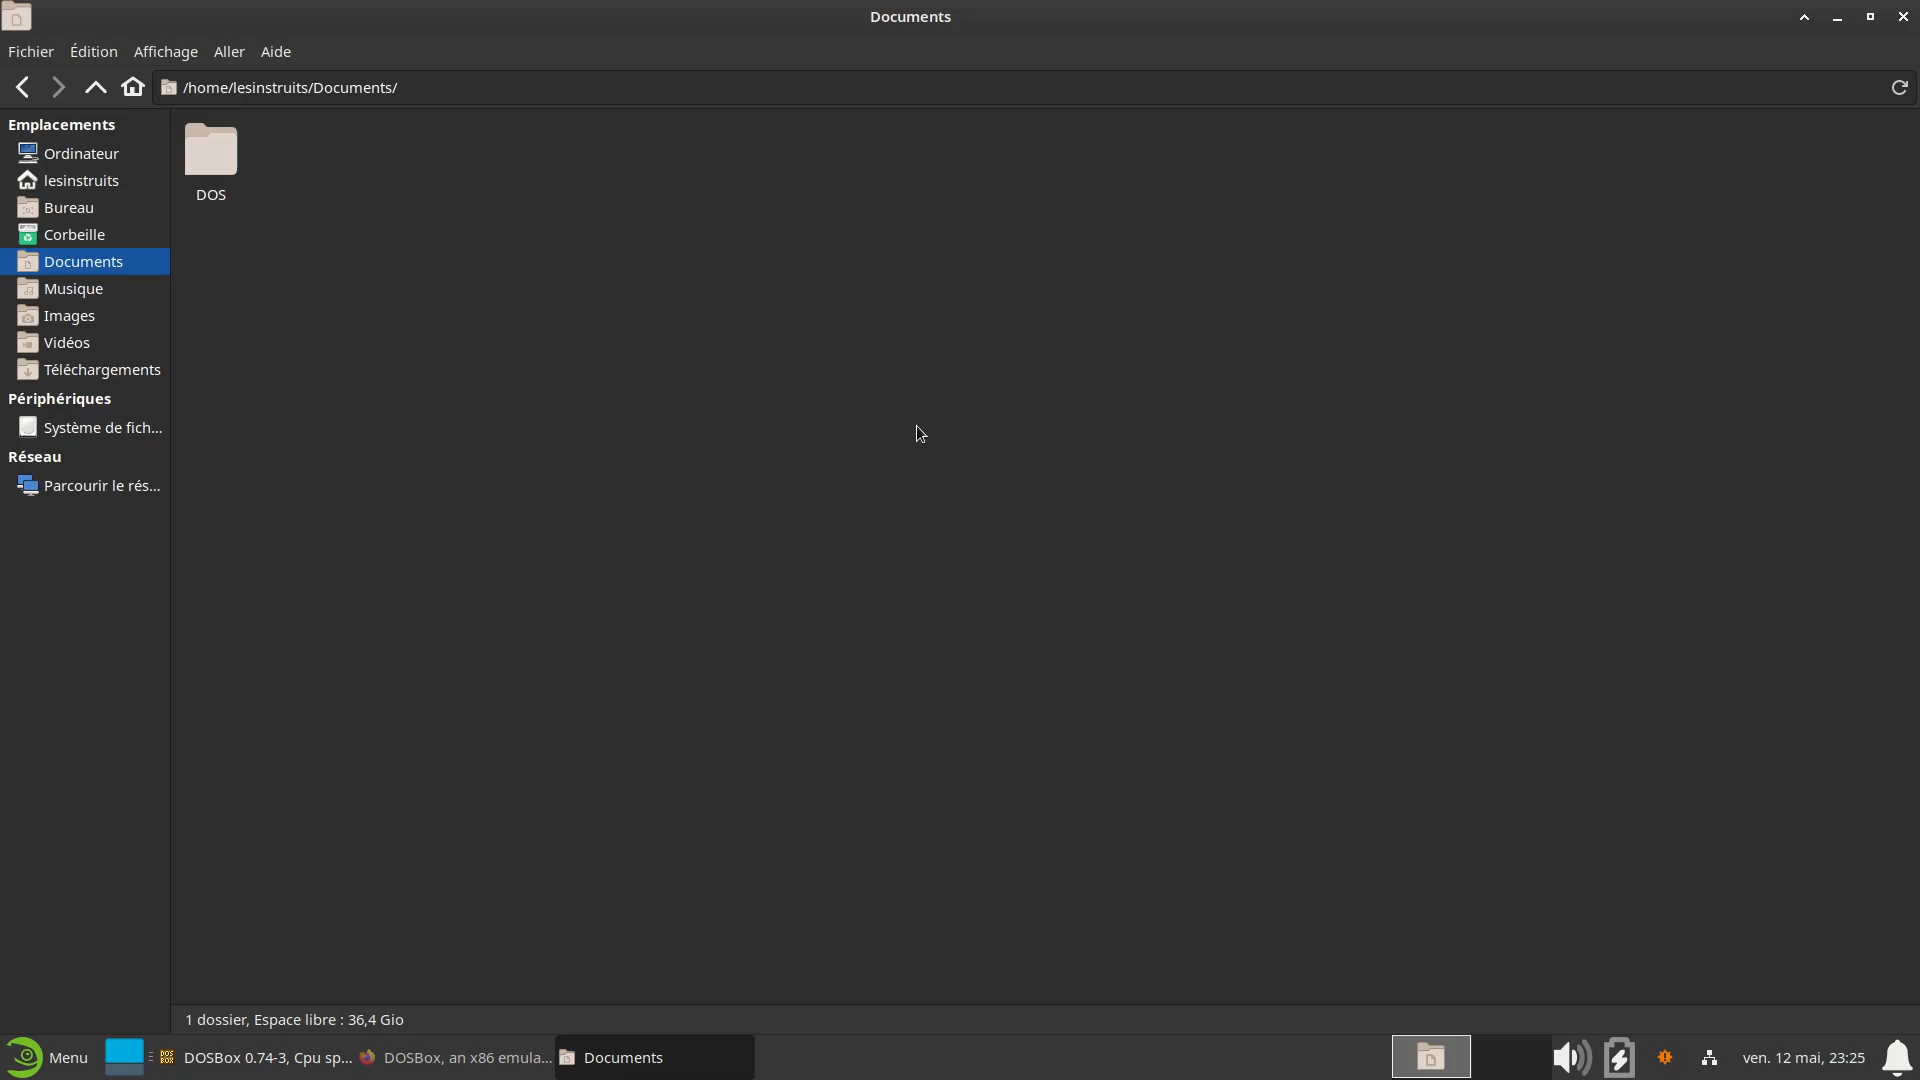 Documents
Fichier Édition Affichage Aller Aide
/home/lesinstruits/Documents/
Emplacements
Ordinateur
lesinstruits
Bureau
Corbeille
Documents
Musique
Images
Vidéos
Téléchargements
Périphériques
Système de fich...
Réseau
Parcourir le rés...
DOS
1 dossier, Espace libre : 36,4 Gio
Menu DOS BOX DOSBox 0.74-3, Cpu sp... DOSBox, an x86 emula... Documents ven. 12 mai, 23:25